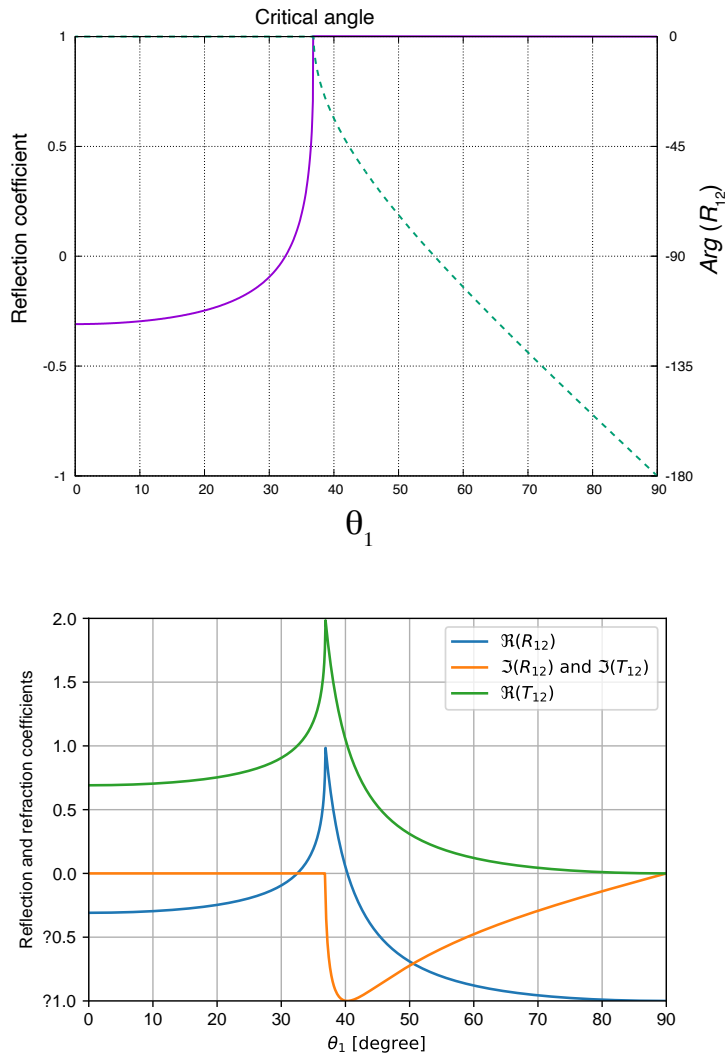 Critical angle
1
0.5
0
-0.5
-1
Reflection coefficient
0
-45
-90
-135
-180
Arg (R12)
0 10 20 30 40 50 60 70 80 90
θ1
2.0
1.5
1.0
0.5
0.0
?0.5
?1.0
Reflection and refraction coefficients
ℜ(R12)
ℑ(R12) and ℑ(T12)
ℜ(T12)
0 10 20 30 40 50 60 70 80 90
θ1 [degree]